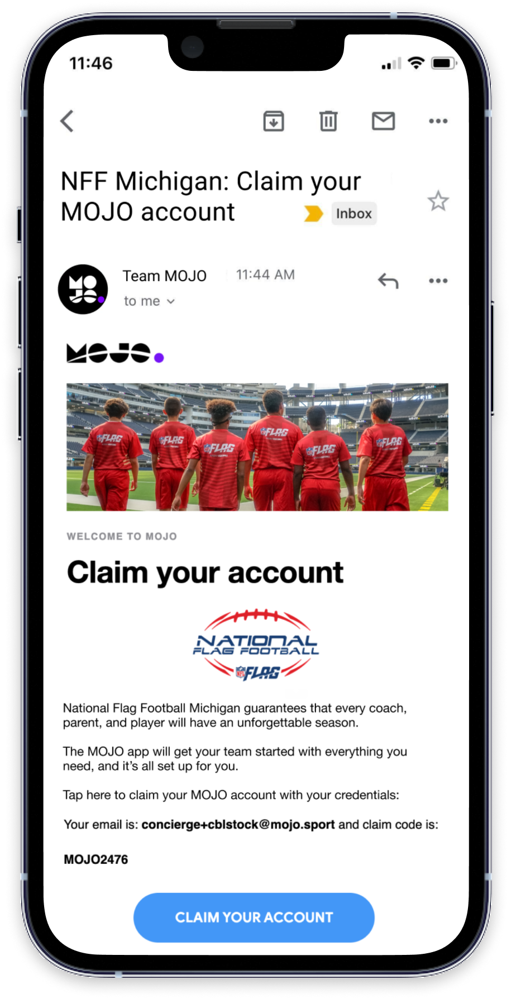 11:46
NFF Michigan: Claim your
MOJO account
Inbox
MOJO
Team MOJO 11:44 AM
to me
MOJO
FLAG FLAG FLAG FLAG FLAG FLAG
WELCOME TO MOJO
Claim your account
NATIONAL
FLAG FOOTBALL
NFL FLAG
National Flag Football Michigan guarantees that every coach,
parent, and player will have an unforgettable season.
The MOJO app will get your team started with everything you
need, and it’s all set up for you.
Tap here to claim your MOJO account with your credentials:
Your email is: concierge+cblstock@mojo.sport and claim code is:
MOJO2476
CLAIM YOUR ACCOUNT